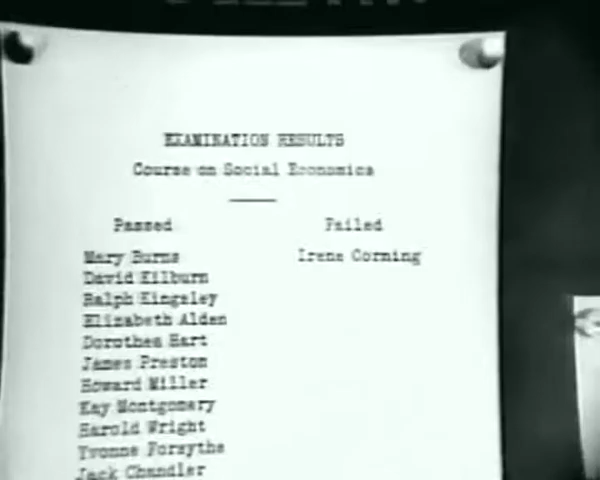 EXAMINATION RESULTS
Course on Social Economics
Passed Failed
Mary Burns Irene Corning
David Kilburn
Ralph Kingsley
Elizabeth Alden
Dorothea Hart
James Preston
Howard Miller
Kay Montgomery
Harold Wright
Yvonne Forsythe
Jack Chandler